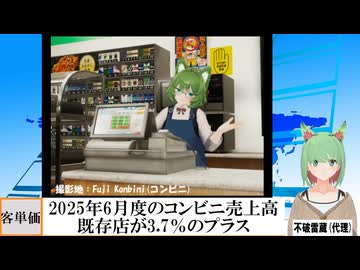 撮影地：Fuji Konbini(コンビニ)
客単価
2025年6月度のコンビニ売上高
既存店が3.7％のプラス
不破雷蔵(代理)